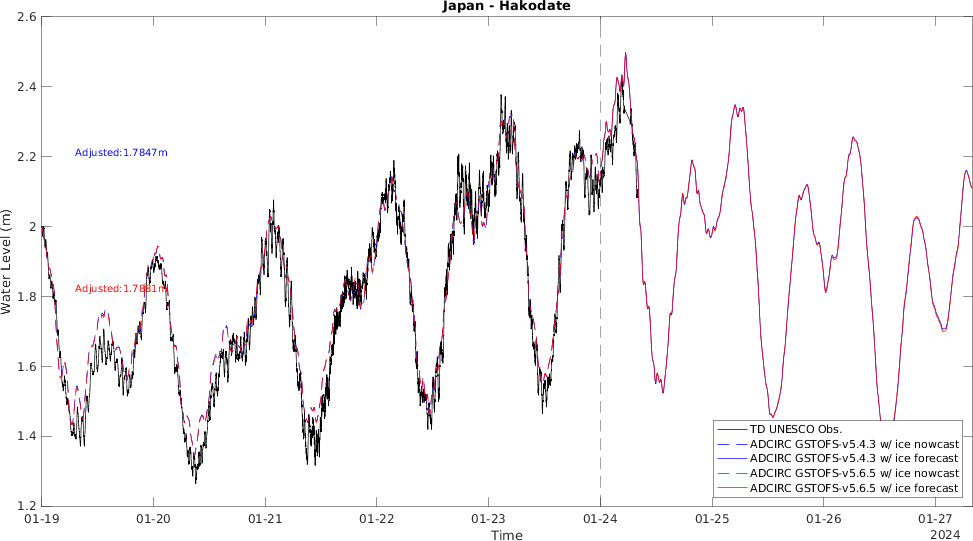 Japan - Hakodate
2.6
2.4
2.2
2
1.8
1.6
1.4
1.2
Water Level (m)
Adjusted:1.7847m
Adjusted:1.7881m
TD UNESCO Obs.
ADCIRC GSTOFS-v5.4.3 w/ ice nowcast
ADCIRC GSTOFS-v5.4.3 w/ ice forecast
ADCIRC GSTOFS-v5.6.5 w/ ice nowcast
ADCIRC GSTOFS-v5.6.5 w/ ice forecast
01-19 01-20 01-21 01-22 01-23 01-24 01-25 01-26 01-27
Time
2024